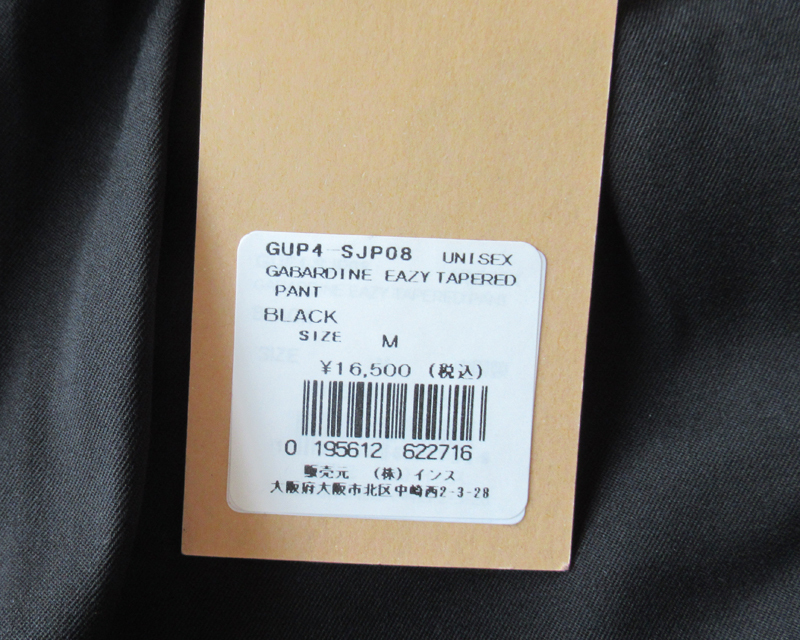 GUP4 SJP08 UNISEX
GABARDINE EAZY TAPERED
PANT
BLACK
SIZE M
¥16,500 (税込)
0 195612 622716
販売元 (株) インス
大阪府大阪市北区中崎西2-3-28